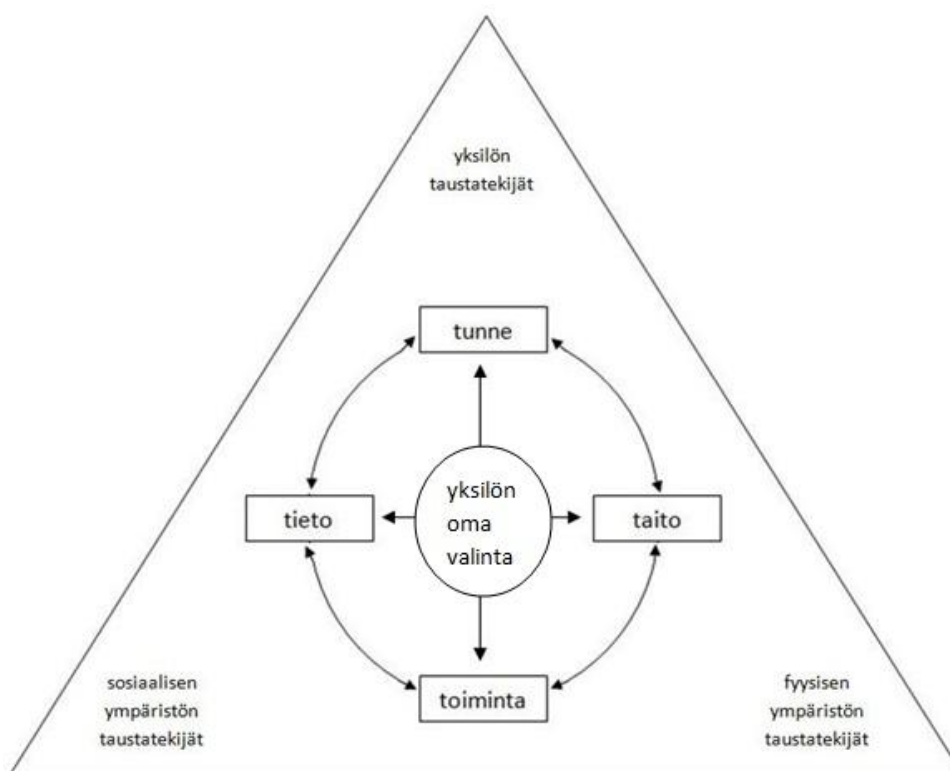 yksilön
taustatekijät
tunne
tieto
yksilön
oma
valinta
taito
toiminta
sosiaalisen
ympäristön
taustatekijät
fyysisen
ympäristön
taustatekijät